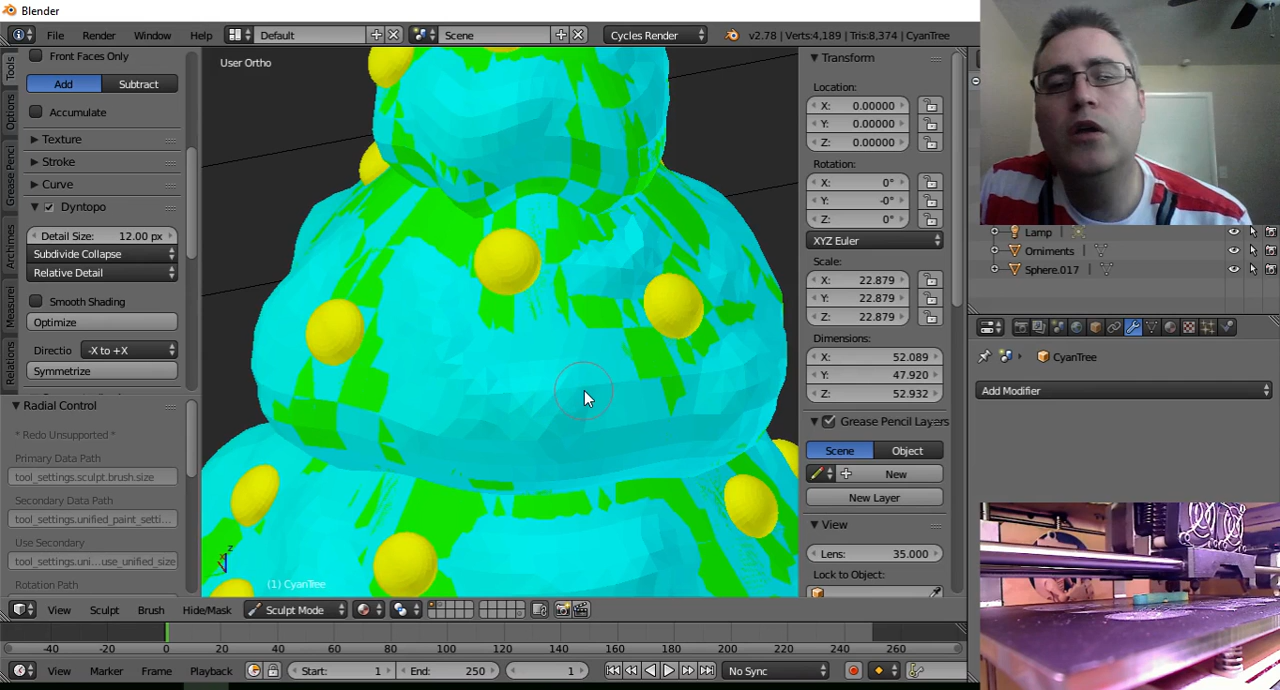 Blender
File Render Window Help Default Scene Cycles Render v2.78 | Verts:4,189 | Tris:8,374 | CyanTree
Front Faces Only
Add Subtract
Accumulate
Texture
Stroke
Curve
Dyntopo
Detail Size: 12.00 px
Subdivide Collapse
Relative Detail
Smooth Shading
Optimize
Directio -X to +X
Symmetrize
Tools
Options
Grease Penci
Archimes
Measurei
Relations
Radial Control
* Redo Unsupported *
Primary Data Path
tool_settings.sculpt.brush.size
Secondary Data Path
tool_settings.unified_paint_setti...
Use Secondary
tool_settings.uni...use_unified_size
Rotation Path
User Ortho
(1) CyanTree
Transform
Location:
X: 0.00000
Y: 0.00000
Z: 0.00000
Rotation:
X: 0°
Y: -0°
Z: 0°
XYZ Euler
Scale:
X: 22.879
Y: 22.879
Z: 22.879
Dimensions:
X: 52.089
Y: 47.920
Z: 52.932
Grease Pencil Layers
Scene Object
New
New Layer
View
Lens: 35.000
Lock to Object:
Lamp
Orniments
Sphere.017
CyanTree
Add Modifier
View Sculpt Brush Hide/Mask Sculpt Mode
-40 -20 0 20 40 60 80 100 120 140 160 180 200 220 240 260
View Marker Frame Playback Start: 1 End: 250 1 No Sync